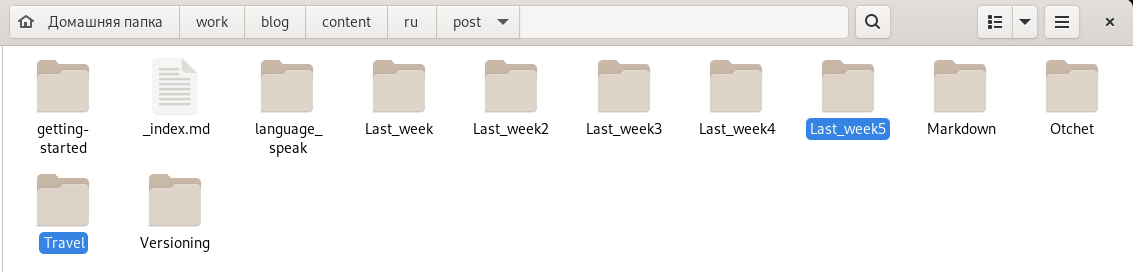 Домашняя папка work blog content ru post
getting-
started
_index.md
language_
speak
Last_week
Last_week2
Last_week3
Last_week4
Last_week5
Markdown
Otchet
Travel
Versioning